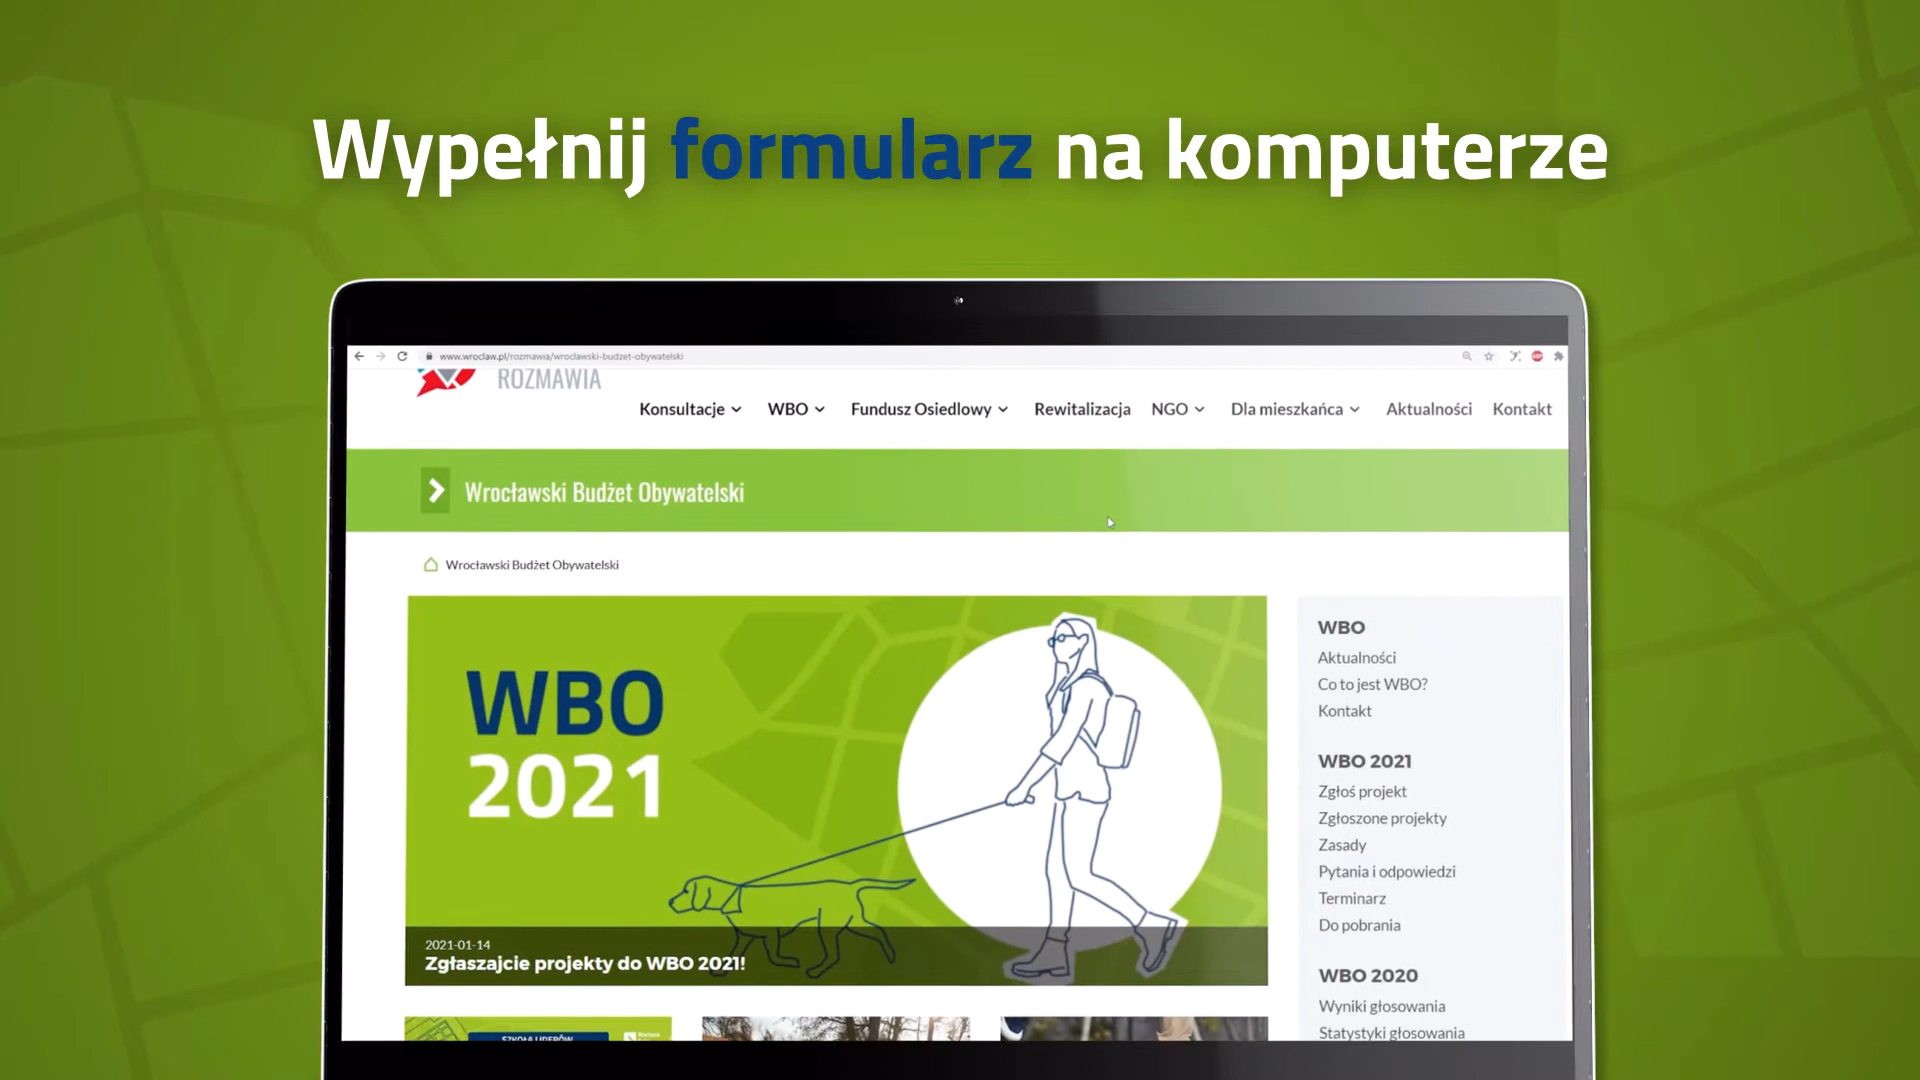 Wypełnij formularz na komputerze
www.wroclaw.pl/rozmawia/wroclawski-budzet-obywatelski
ROZMAWIA
Konsultacje WBO Fundusz Osiedlowy Rewitalizacja NGO Dla mieszkańca Aktualności Kontakt
Wrocławski Budżet Obywatelski
Wrocławski Budżet Obywatelski
WBO
2021
2021-01-14
Zgłaszajcie projekty do WBO 2021!
WBO
Aktualności
Co to jest WBO?
Kontakt
WBO 2021
Zgłoś projekt
Zgłoszone projekty
Zasady
Pytania i odpowiedzi
Terminarz
Do pobrania
WBO 2020
Wyniki głosowania
Statystyki głosowania
SZKOŁA LIDERÓW